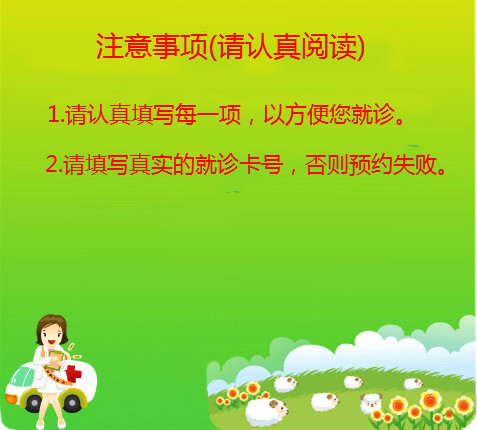 注意事项(请认真阅读)
1.请认真填写每一项，以方便您就诊。
2.请填写真实的就诊卡号，否则预约失败。